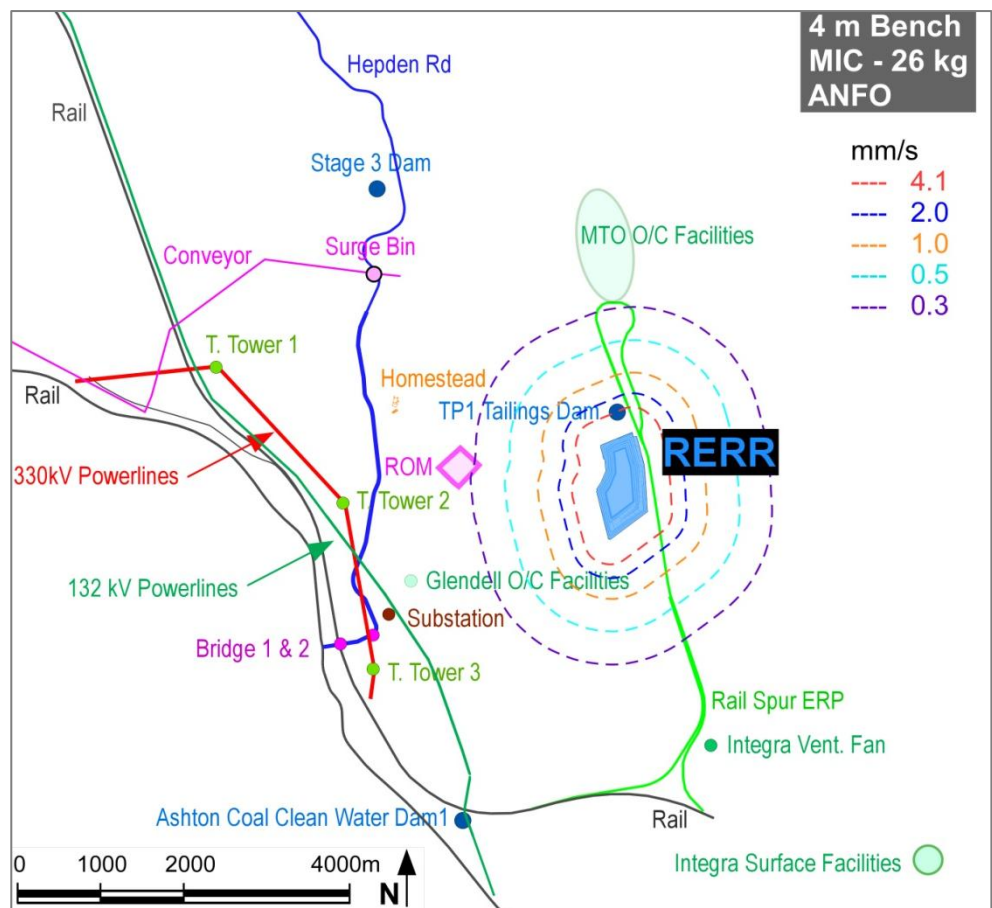 4 m Bench
MIC - 26 kg
ANFO
Hepden Rd
Rail
mm/s
4.1
2.0
1.0
0.5
0.3
Stage 3 Dam
MTO O/C Facilities
Surge Bin
Conveyor
T. Tower 1
Rail
Homestead
TP1 Tailings Dam
RERR
ROM
330kV Powerlines
T. Tower 2
132 kV Powerlines
Glendell O/C Facilities
Substation
Bridge 1 & 2
T. Tower 3
Rail Spur ERP
Integra Vent. Fan
Ashton Coal Clean Water Dam1
Rail
0 1000 2000 4000m
N
Integra Surface Facilities